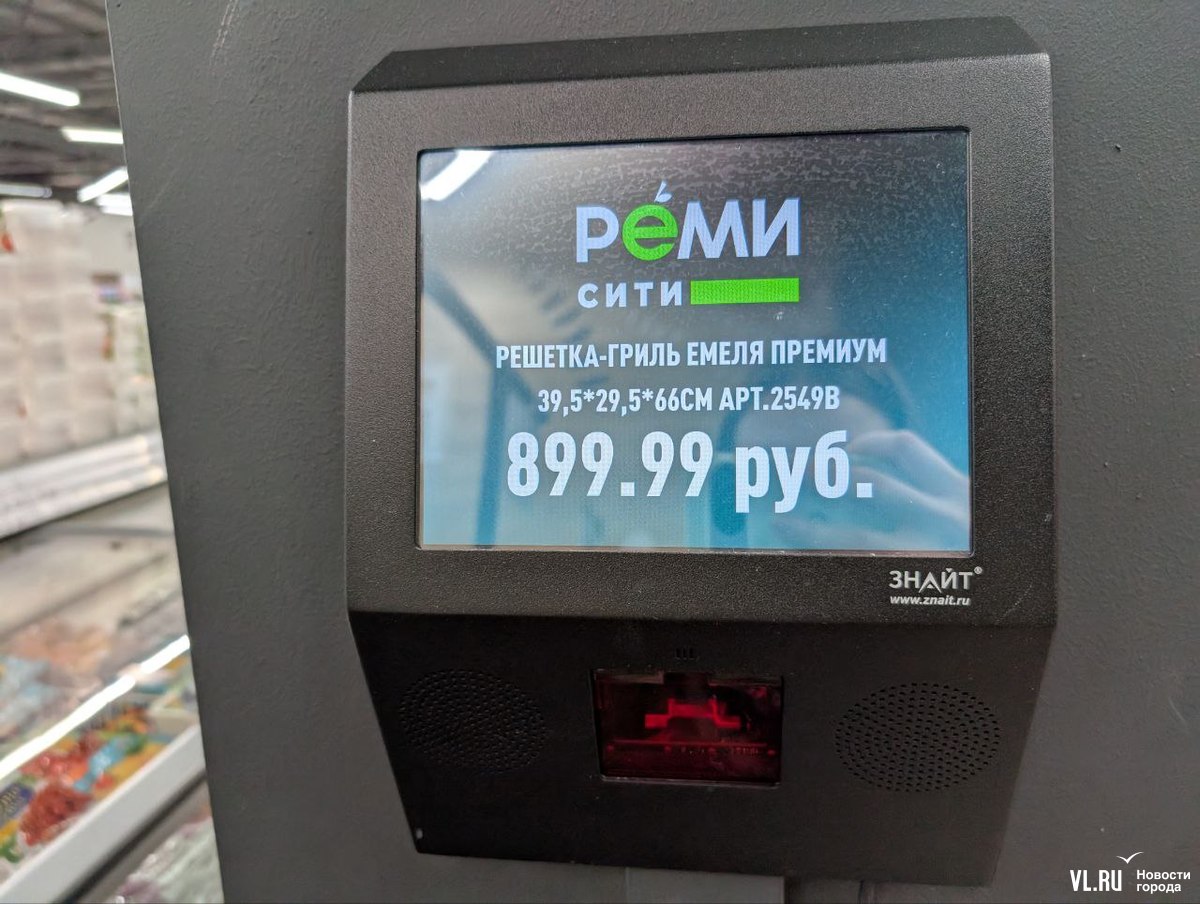 РЕМИ
СИТИ
РЕШЕТКА-ГРИЛЬ ЕМЕЛЯ ПРЕМИУМ
39,5*29,5*66СМ АРТ.2549В
899.99 руб.
ЗНАЙТ®
www.znait.ru
VL.RU Новости
города